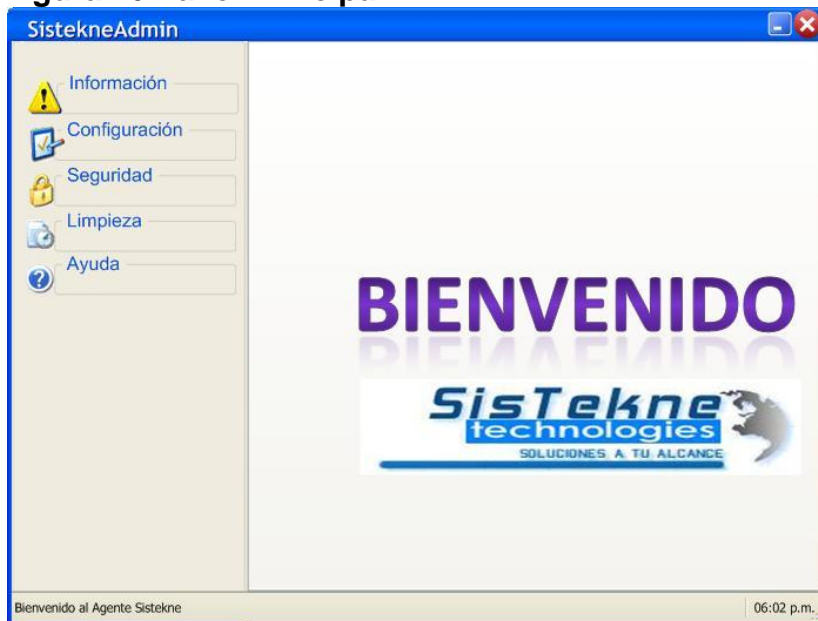 SistekneAdmin
Información
Configuración
Seguridad
Limpieza
Ayuda
BIENVENIDO
SisTekne
technologies
SOLUCIONES A TU ALCANCE
Bienvenido al Agente Sistekne
06:02 p.m.